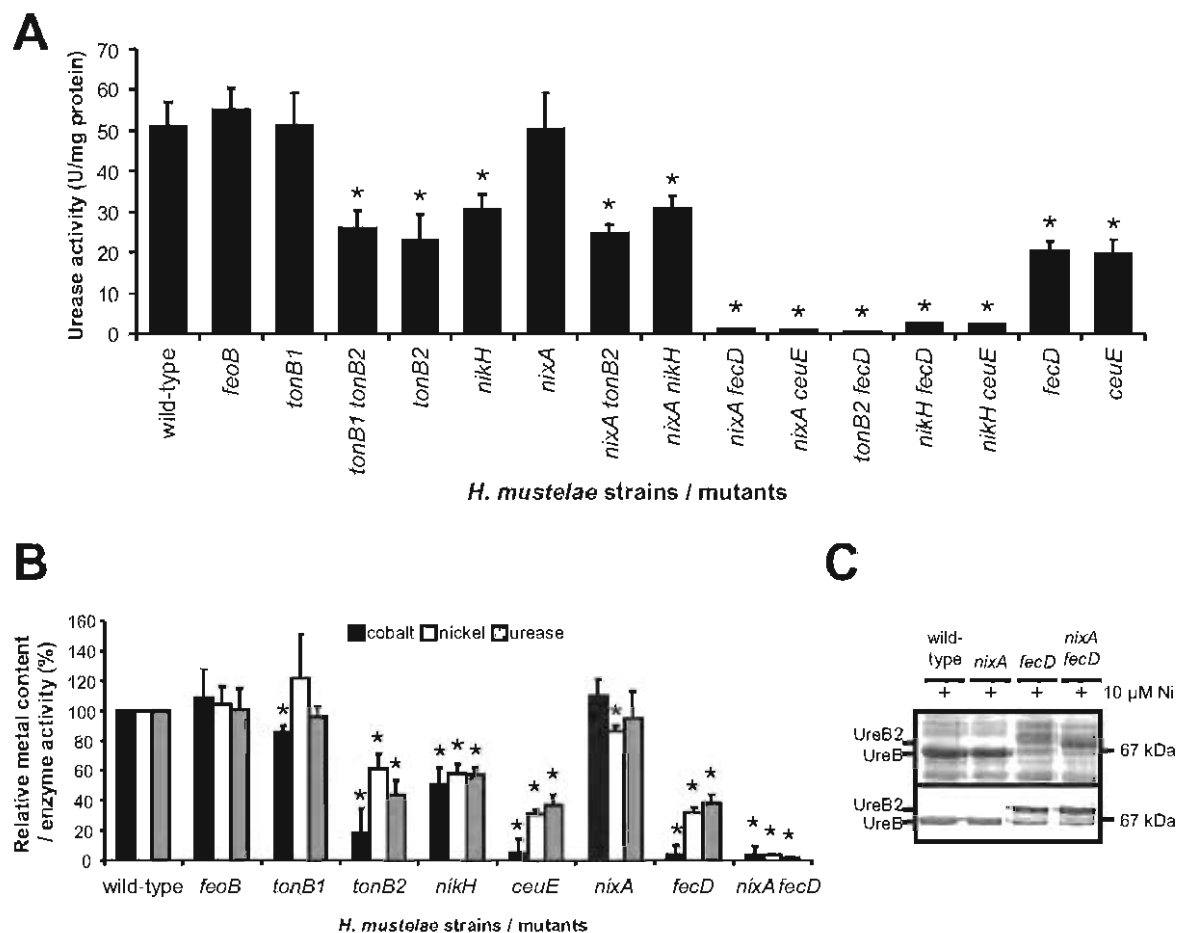 A
Urease activity (U/mg protein)
70
60
50
40
30
20
10
0
* * * * * * * * * * * *
wild-type
feoB
tonB1
tonB1 tonB2
tonB2
nikH
nixA
nixA tonB2
nixA nikH
nixA fecD
nixA ceuE
tonB2 fecD
nikH fecD
nikH ceuE
fecD
ceuE
H. mustelae strains / mutants
B
Relative metal content
/ enzyme activity (%)
160
140
120
100
80
60
40
20
0
cobalt nickel urease
* * * * * * * * * * * * * * * * * *
wild-type feoB tonB1 tonB2 nikH ceuE nixA fecD nixA fecD
H. mustelae strains / mutants
C
wild-
type nixA fecD nixA
fecD
+ + + + 10 µM Ni
UreB2
UreB
67 kDa
UreB2
UreB
67 kDa